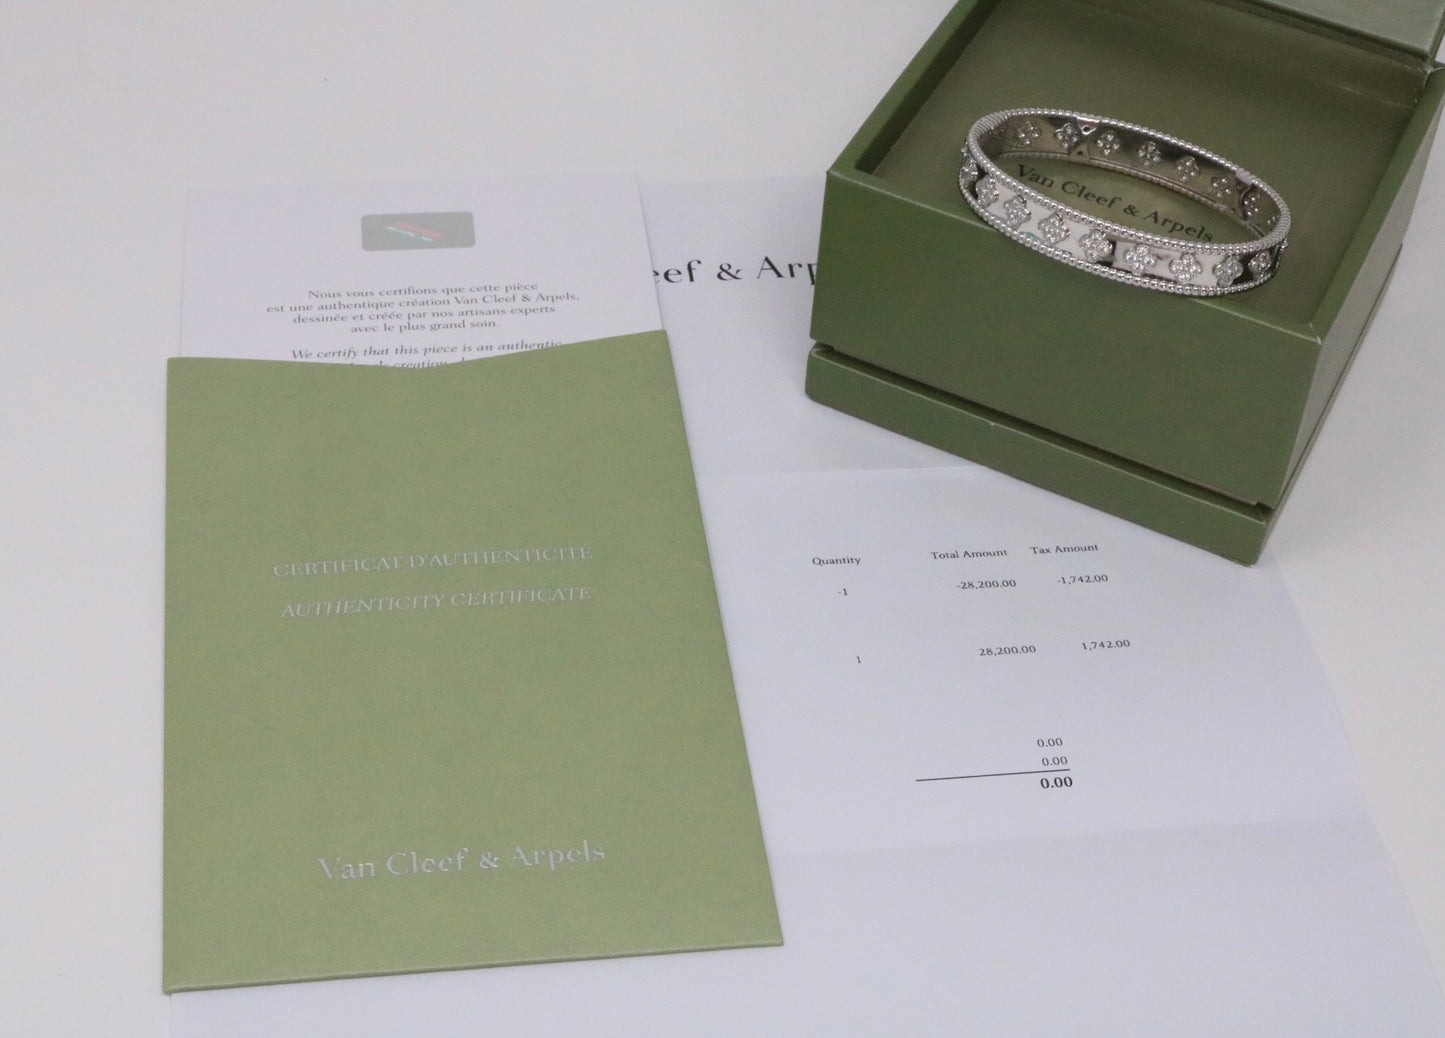 Nous vous certifions que cette pièce
est une authentique création Van Cleef & Arpels,
dessinée et créée par nos artisans experts
avec le plus grand soin.
We certify that this piece is an authentic
creation
CERTIFICAT D'AUTHENTICITÉ
AUTHENTICITY CERTIFICATE
Van Cleef & Arpels
eef & Arp
Van Cleef & Arpels
Quantity Total Amount Tax Amount
-1 -28,200.00 -1,742.00
1 28,200.00 1,742.00
0.00
0.00
0.00